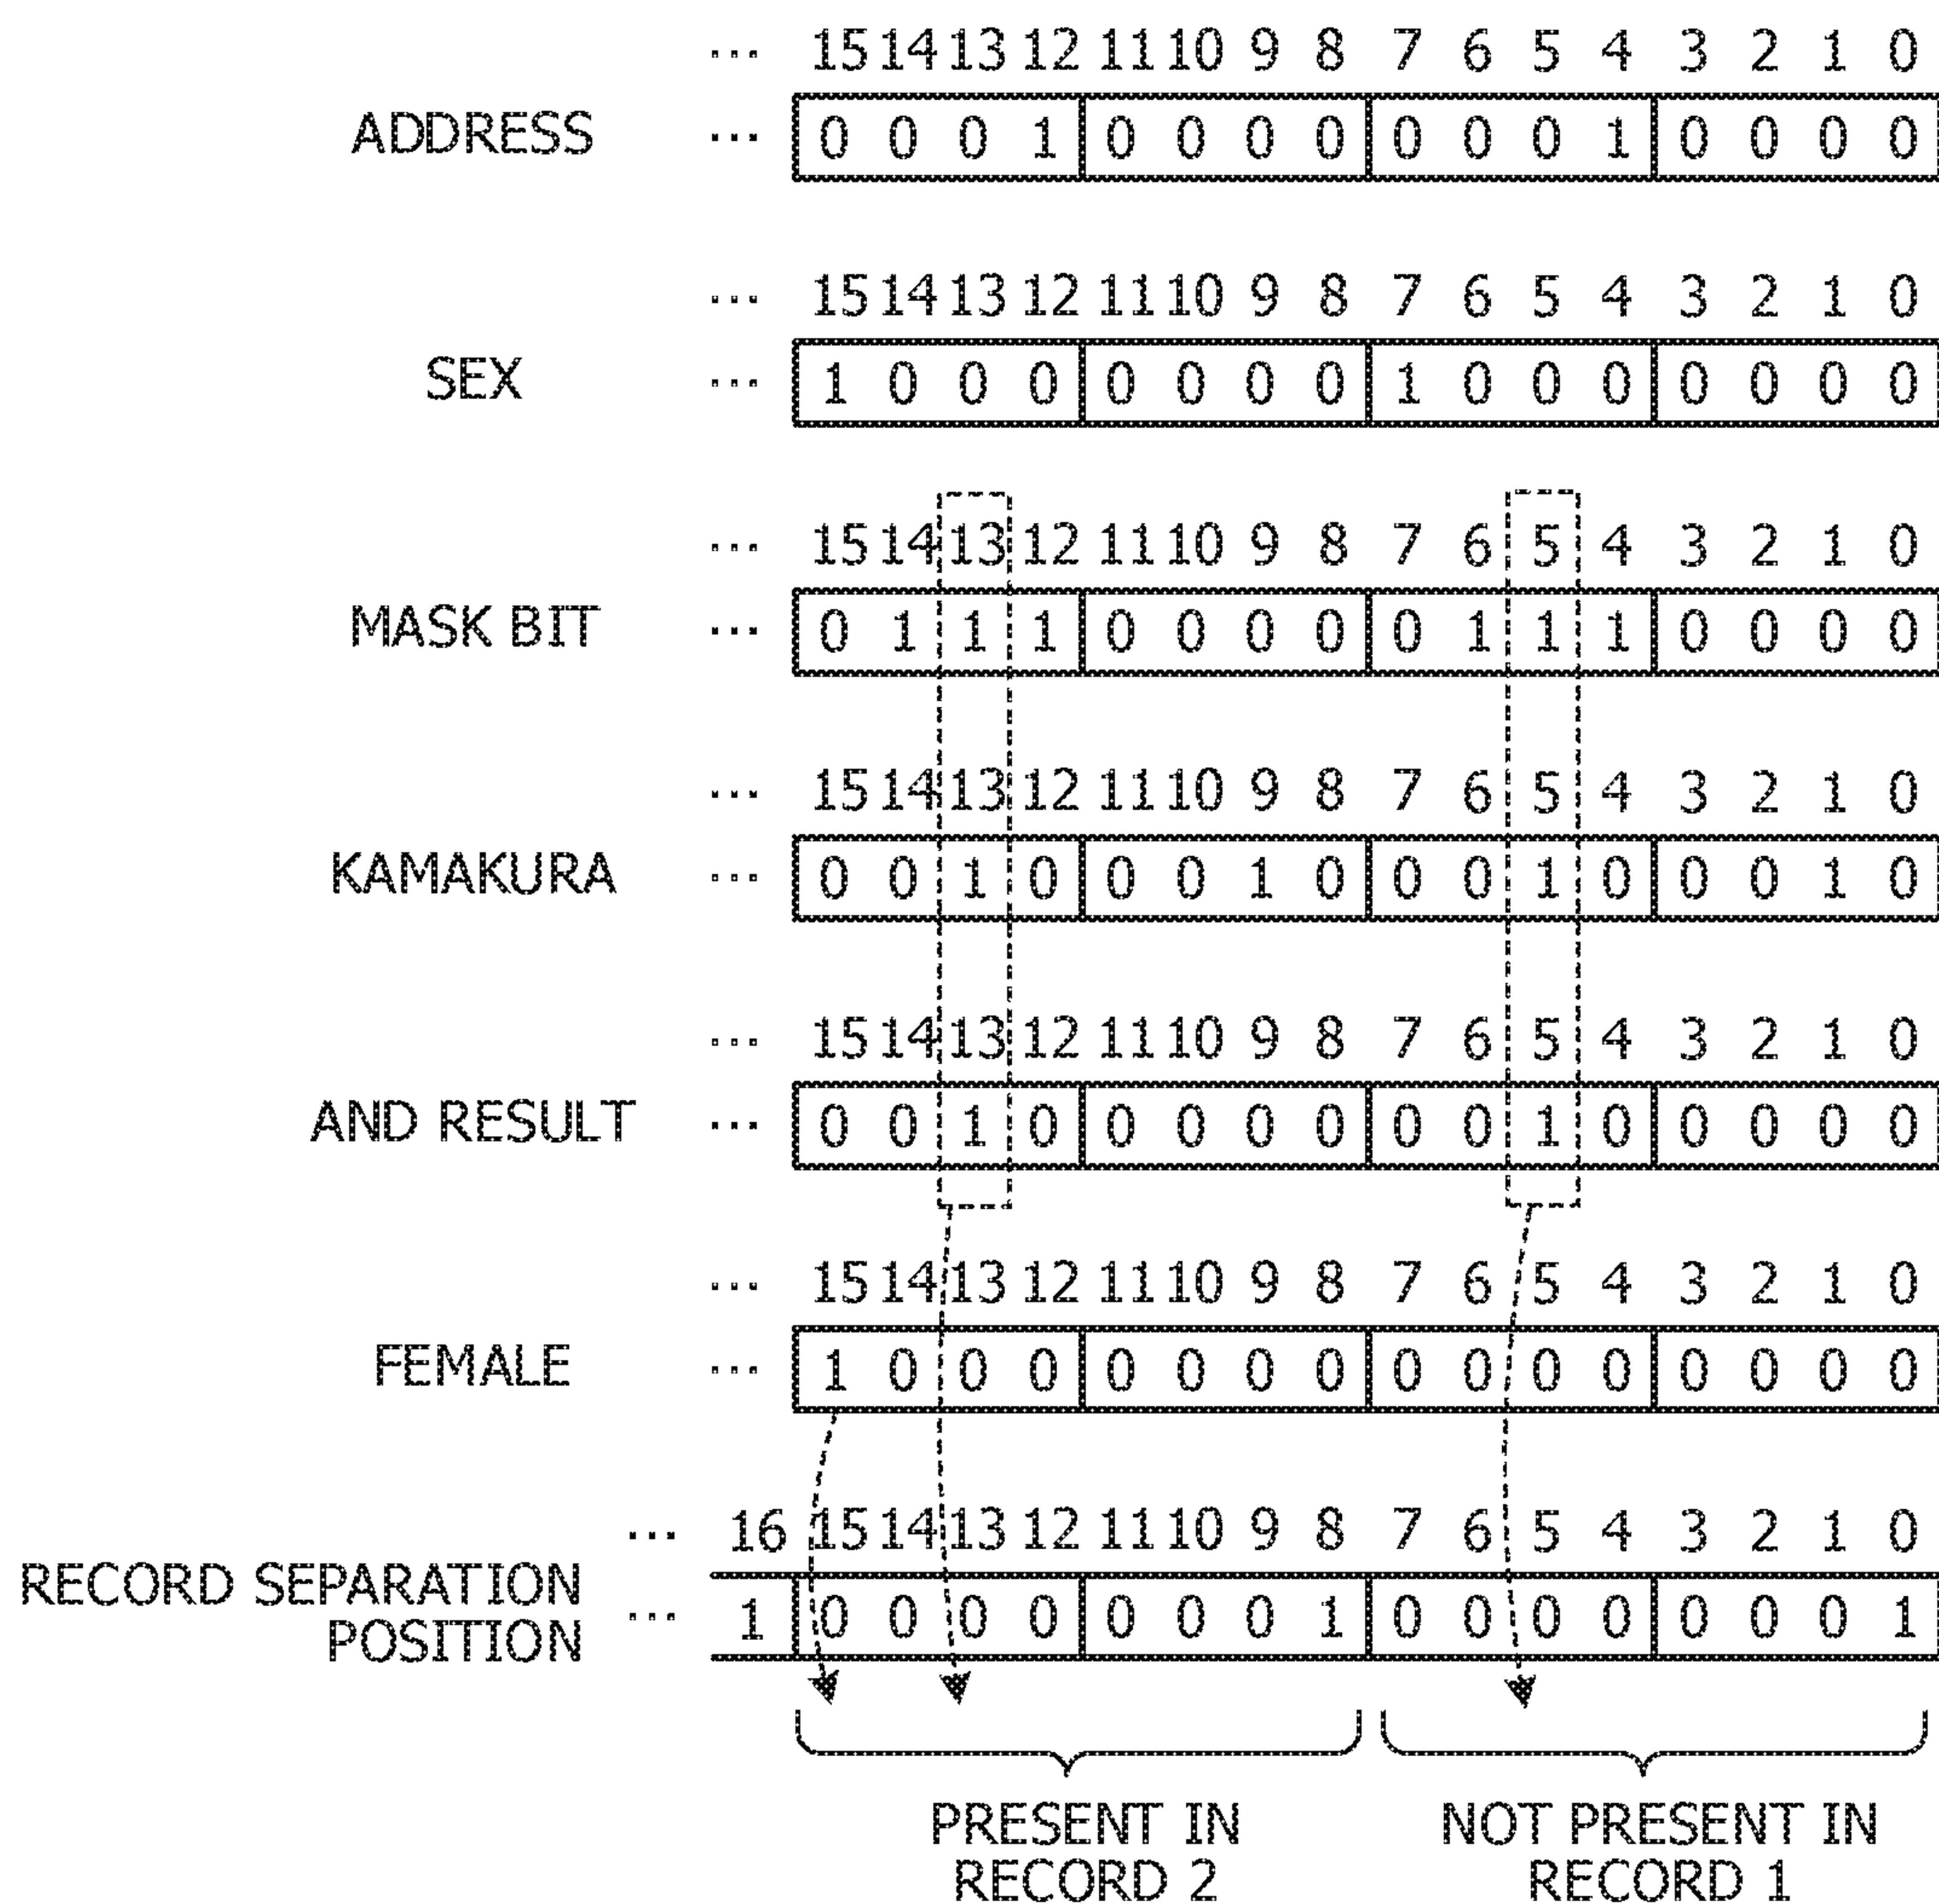 ... 15 14 13 12 11 10 9 8 7 6 5 4 3 2 1 0
ADDRESS ... 0 0 0 1 0 0 0 0 0 0 0 1 0 0 0 0
... 15 14 13 12 11 10 9 8 7 6 5 4 3 2 1 0
SEX ... 1 0 0 0 0 0 0 0 1 0 0 0 0 0 0 0
... 15 14 13 12 11 10 9 8 7 6 5 4 3 2 1 0
MASK BIT ... 0 1 1 1 0 0 0 0 0 1 1 1 0 0 0 0
... 15 14 13 12 11 10 9 8 7 6 5 4 3 2 1 0
KAMAKURA ... 0 0 1 0 0 0 1 0 0 0 1 0 0 0 1 0
... 15 14 13 12 11 10 9 8 7 6 5 4 3 2 1 0
AND RESULT ... 0 0 1 0 0 0 0 0 0 0 1 0 0 0 0 0
... 15 14 13 12 11 10 9 8 7 6 5 4 3 2 1 0
FEMALE ... 1 0 0 0 0 0 0 0 0 0 0 0 0 0 0 0
... 16 15 14 13 12 11 10 9 8 7 6 5 4 3 2 1 0
RECORD SEPARATION
POSITION ... 1 0 0 0 0 0 0 0 1 0 0 0 0 0 0 0 1
PRESENT IN
RECORD 2
NOT PRESENT IN
RECORD 1